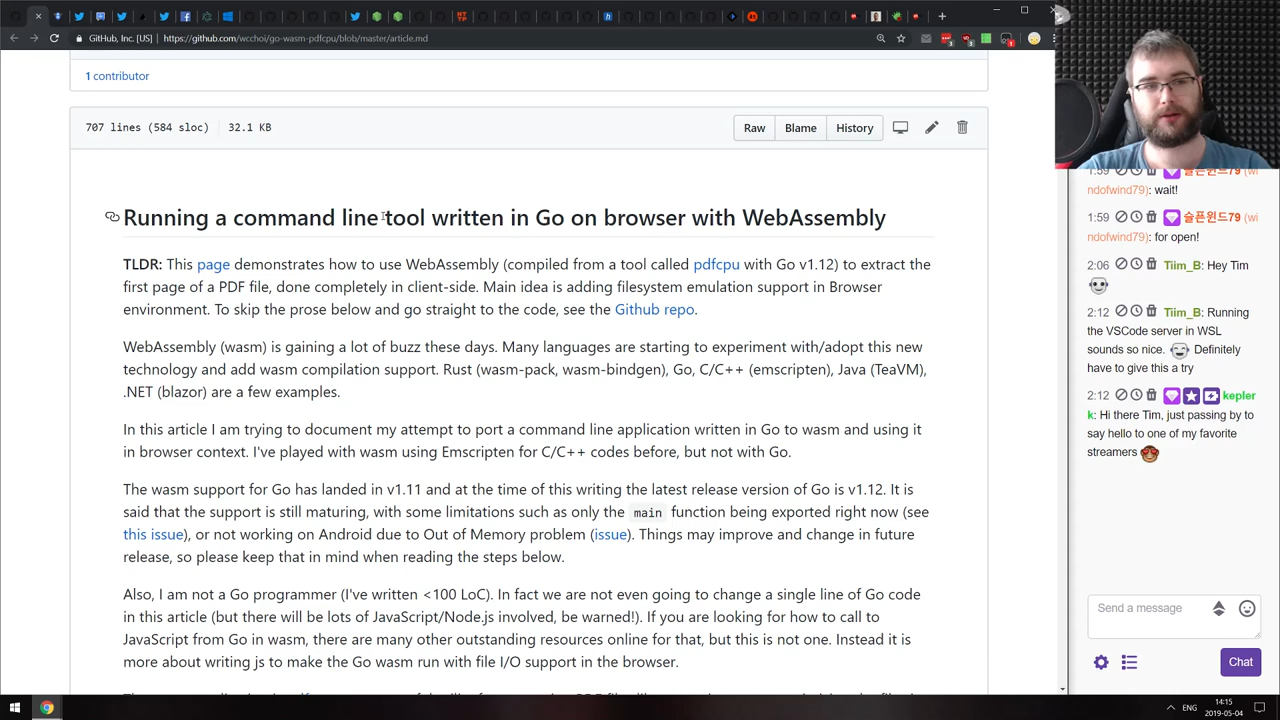 GitHub, Inc. [US]
https://github.com/wcchoi/go-wasm-pdfcpu/blob/master/article.md
1 contributor
707 lines (584 sloc)
32.1 KB
Raw
Blame
History
Running a command line tool written in Go on browser with WebAssembly
TLDR: This page demonstrates how to use WebAssembly (compiled from a tool called pdfcpu with Go v1.12) to extract the
first page of a PDF file, done completely in client-side. Main idea is adding filesystem emulation support in Browser
environment. To skip the prose below and go straight to the code, see the Github repo.
WebAssembly (wasm) is gaining a lot of buzz these days. Many languages are starting to experiment with/adopt this new
technology and add wasm compilation support. Rust (wasm-pack, wasm-bindgen), Go, C/C++ (emscripten), Java (TeaVM),
.NET (blazor) are a few examples.
In this article I am trying to document my attempt to port a command line application written in Go to wasm and using it
in browser context. I've played with wasm using Emscripten for C/C++ codes before, but not with Go.
The wasm support for Go has landed in v1.11 and at the time of this writing the latest release version of Go is v1.12. It is
said that the support is still maturing, with some limitations such as only the main function being exported right now (see
this issue), or not working on Android due to Out of Memory problem (issue). Things may improve and change in future
release, so please keep that in mind when reading the steps below.
Also, I am not a Go programmer (I've written <100 LoC). In fact we are not even going to change a single line of Go code
in this article (but there will be lots of JavaScript/Node.js involved, be warned!). If you are looking for how to call to
JavaScript from Go in wasm, there are many other outstanding resources online for that, but this is not one. Instead it is
more about writing js to make the Go wasm run with file I/O support in the browser.
1:59 슬픈윈드79 (wi
ndofwind79): wait!
1:59 슬픈윈드79 (wi
ndofwind79): for open!
2:06 Tiim_B: Hey Tim
2:12 Tiim_B: Running
the VSCode server in WSL
sounds so nice. Definitely
have to give this a try
2:12 kepler
k: Hi there Tim, just passing by to
say hello to one of my favorite
streamers
Send a message
Chat
ENG
14:15
2019-05-04